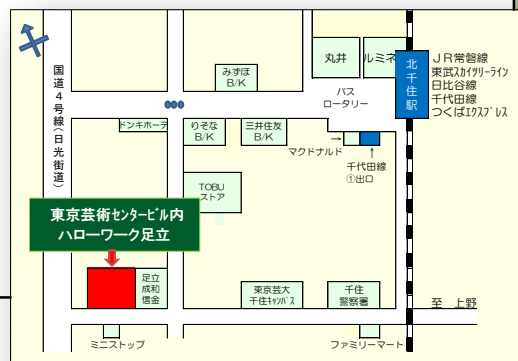 国道４号線（日光街道）
みずほ
B/K
丸井
ルミネ
北千住駅
ＪＲ常磐線
東武スカイツリーライン
日比谷線
千代田線
つくばエクスプレス
バス
ロータリー
ドンキホーテ
りそな
B/K
三井住友
B/K
→
マクドナルド
↑
千代田線
①出口
TOBU
ストア
東京芸術センタービル内
ハローワーク足立
足立
成和
信金
東京芸大
千住キャンパス
千住
警察署
至　上野
ミニストップ
ファミリーマート